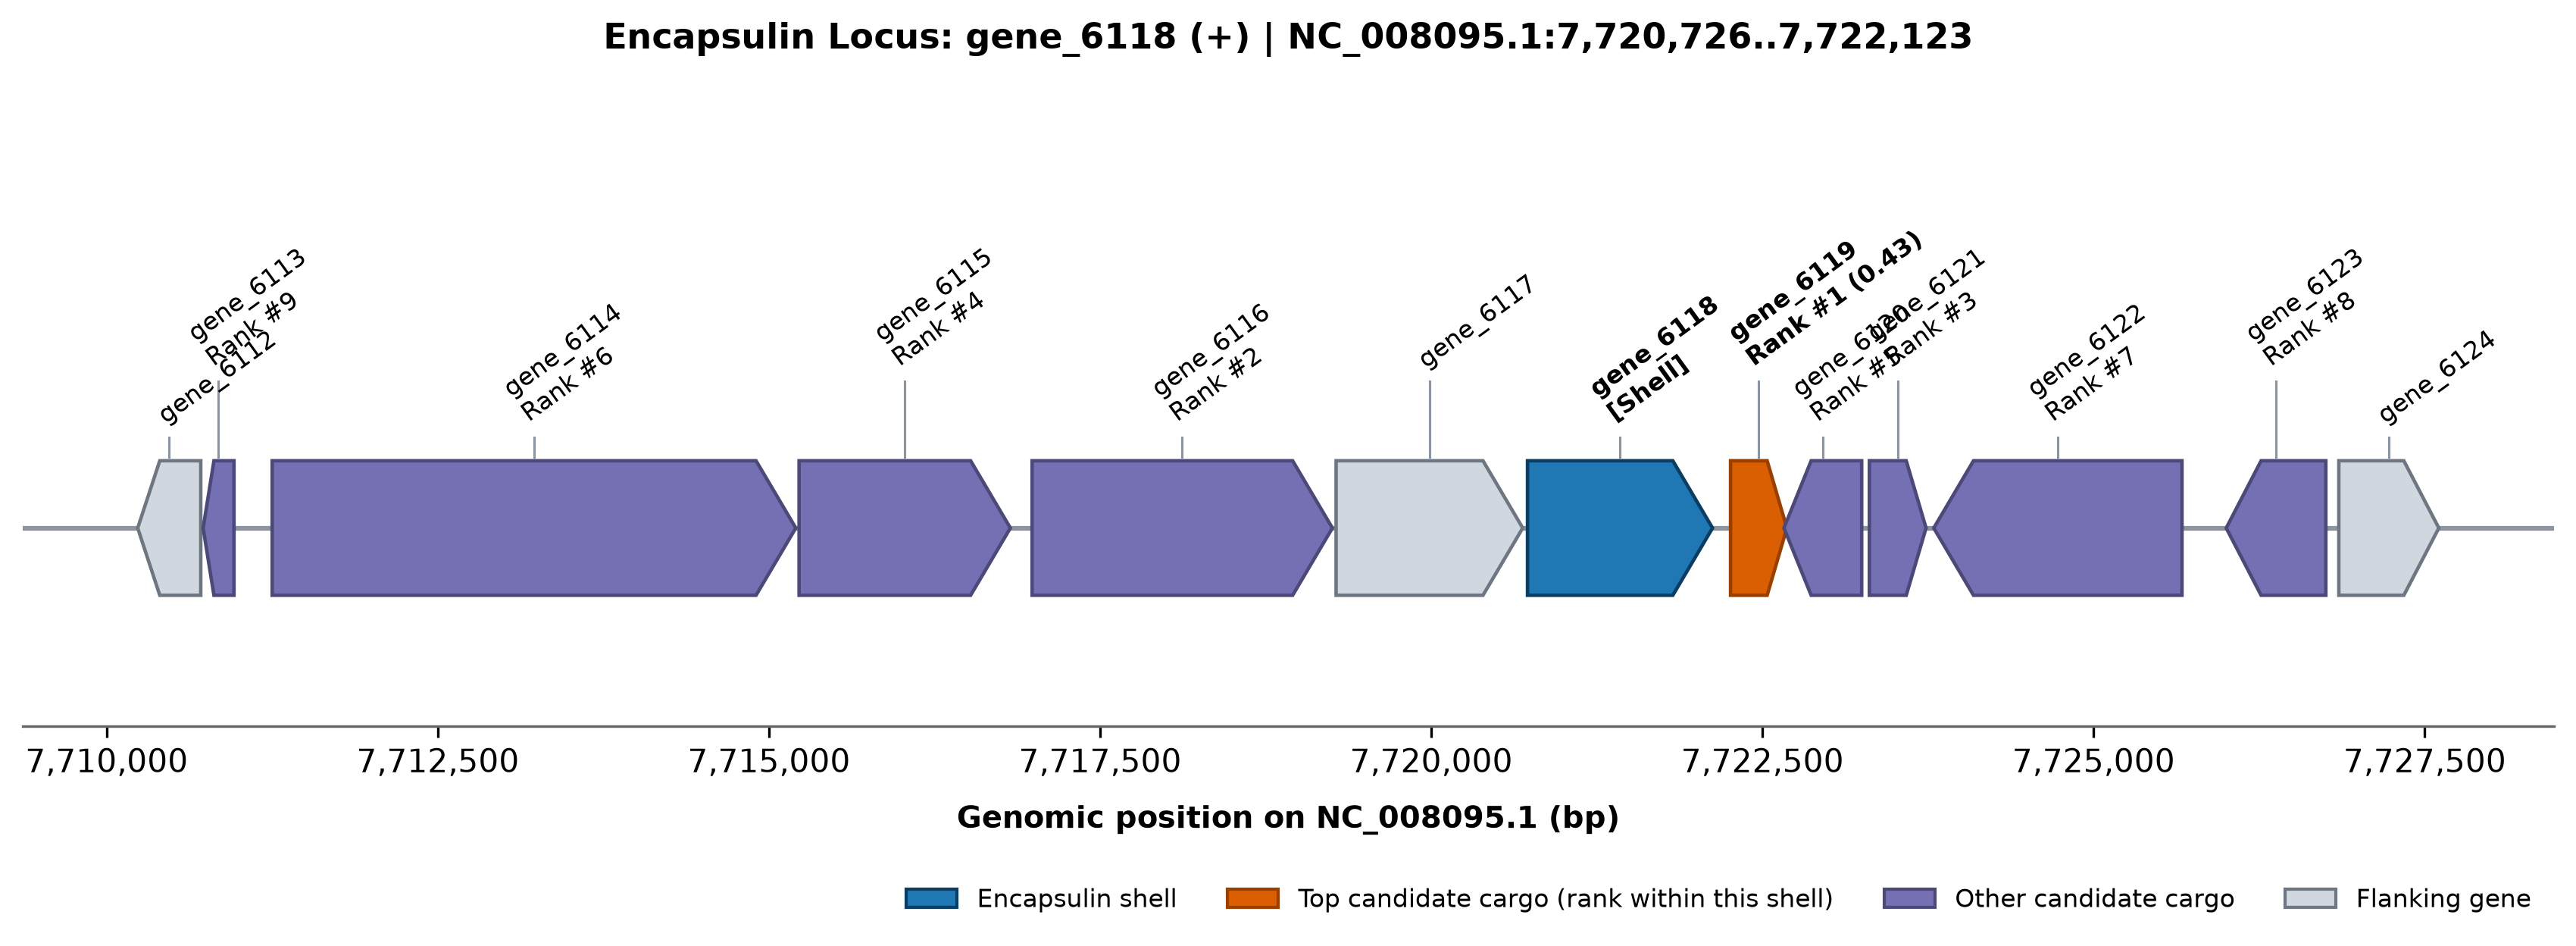 Encapsulin Locus: gene_6118 (+) | NC_008095.1:7,720,726..7,722,123
gene_6112
gene_6113
Rank #9
gene_6114
Rank #6
gene_6115
Rank #4
gene_6116
Rank #2
gene_6117
gene_6118
[Shell]
gene_6119
Rank #1 (0.43)
gene_6120
Rank #5
gene_6121
Rank #3
gene_6122
Rank #7
gene_6123
Rank #8
gene_6124
7,710,000
7,712,500
7,715,000
7,717,500
7,720,000
7,722,500
7,725,000
7,727,500
Genomic position on NC_008095.1 (bp)
Encapsulin shell
Top candidate cargo (rank within this shell)
Other candidate cargo
Flanking gene